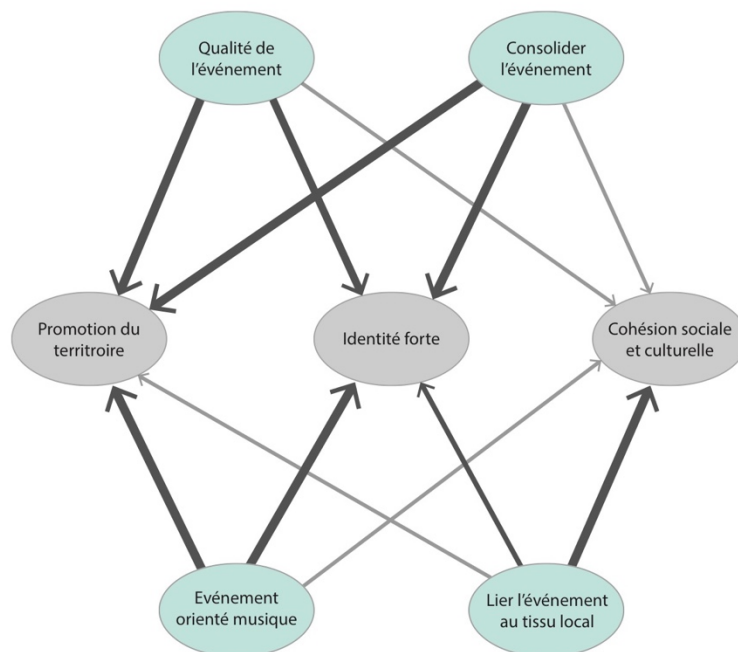 Qualité de
l’événement
Consolider
l’événement
Promotion du
territroire
Identité forte
Cohésion sociale
et culturelle
Evénement
orienté musique
Lier l’événement
au tissu local